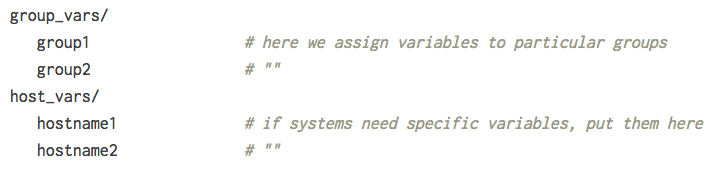 group_vars/
   group1                 # here we assign variables to particular groups
   group2                 # ""
host_vars/
   hostname1              # if systems need specific variables, put them here
   hostname2              # ""